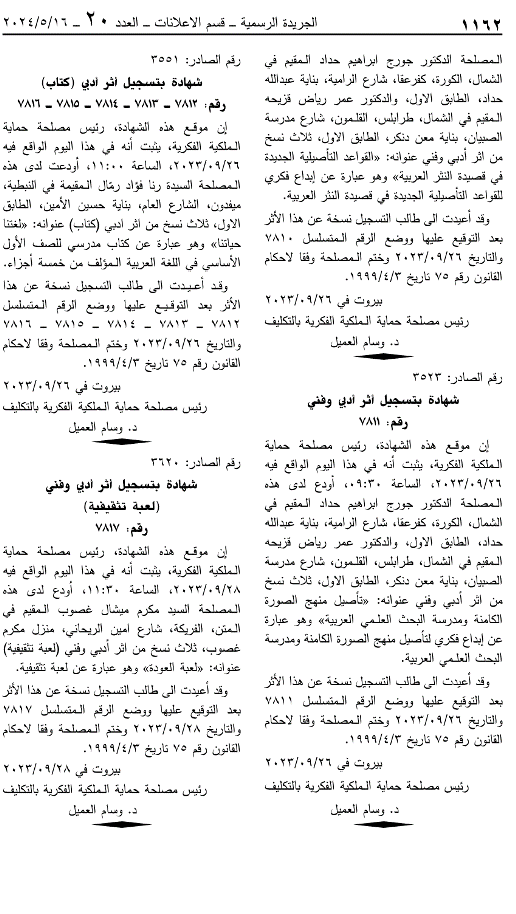 ١١٦٢ الجريدة الرسمية ــ قسم الاعلانات ــ العدد ٢٠ ــ ٢٠٢٤/٥/١٦
المصلحة الدكتور جورج ابراهيم حداد المقيم في
الشمال، الكورة، كفرعقا، شارع الرامية، بناية عبدالله
حداد، الطابق الاول، والدكتور عمر رياض قزيحه
المقيم في الشمال، طرابلس، القلمون، شارع مدرسة
الصبيان، بناية معن دنكر، الطابق الاول، ثلاث نسخ
من اثر أدبي وفني عنوانه: «القواعد التأصيلية الجديدة
في قصيدة النثر العربية» وهو عبارة عن إبداع فكري
للقواعد التأصيلية الجديدة في قصيدة النثر العربية.
وقد أعيدت الى طالب التسجيل نسخة عن هذا الأثر
بعد التوقيع عليها ووضع الرقم المتسلسل ٧٨١٠
والتاريخ ٢٠٢٣/٠٩/٢٦ وختم المصلحة وفقا لاحكام
القانون رقم ٧٥ تاريخ ١٩٩٩/٤/٣.
بيروت في ٢٠٢٣/٠٩/٢٦
رئيس مصلحة حماية الملكية الفكرية بالتكليف
د. وسام العميل
رقم الصادر: ٣٥٢٣
شهادة بتسجيل أثر أدبي وفني
رقم: ٧٨١١
إن موقع هذه الشهادة، رئيس مصلحة حماية
الملكية الفكرية، يثبت أنه في هذا اليوم الواقع فيه
٢٠٢٣/٠٩/٢٦، الساعة ٠٩:٣٠، أودع لدى هذه
المصلحة الدكتور جورج ابراهيم حداد المقيم في
الشمال، الكورة، كفرعقا، شارع الرامية، بناية عبدالله
حداد، الطابق الاول، والدكتور عمر رياض قزيحه
المقيم في الشمال، طرابلس، القلمون، شارع مدرسة
الصبيان، بناية معن دنكر، الطابق الاول، ثلاث نسخ
من اثر أدبي وفني عنوانه: «تأصيل منهج الصورة
الكامنة ومدرسة البحث العلمي العربية» وهو عبارة
عن إبداع فكري لتأصيل منهج الصورة الكامنة ومدرسة
البحث العلمي العربية.
وقد أعيدت الى طالب التسجيل نسخة عن هذا الأثر
بعد التوقيع عليها ووضع الرقم المتسلسل ٧٨١١
والتاريخ ٢٠٢٣/٠٩/٢٦ وختم المصلحة وفقا لاحكام
القانون رقم ٧٥ تاريخ ١٩٩٩/٤/٣.
بيروت في ٢٠٢٣/٠٩/٢٦
رئيس مصلحة حماية الملكية الفكرية بالتكليف
د. وسام العميل
رقم الصادر: ٣٥٥١
شهادة بتسجيل أثر أدبي (كتاب)
رقم: ٧٨١٢ ــ ٧٨١٣ ــ ٧٨١٤ ــ ٧٨١٥ ــ ٧٨١٦
إن موقع هذه الشهادة، رئيس مصلحة حماية
الملكية الفكرية، يثبت أنه في هذا اليوم الواقع فيه
٢٠٢٣/٠٩/٢٦، الساعة ١١:٠٠، أودعت لدى هذه
المصلحة السيدة رنا فؤاد رمّال المقيمة في النبطية،
ميفدون، الشارع العام، بناية حسين الأمين، الطابق
الاول، ثلاث نسخ من اثر أدبي (كتاب) عنوانه: «لغتنا
حياتنا» وهو عبارة عن كتاب مدرسي للصف الأول
الأساسي في اللغة العربية المؤلف من خمسة أجزاء.
وقد أعيدت الى طالب التسجيل نسخة عن هذا
الأثر بعد التوقيع عليها ووضع الرقم المتسلسل
٧٨١٢ ــ ٧٨١٣ ــ ٧٨١٤ ــ ٧٨١٥ ــ ٧٨١٦
والتاريخ ٢٠٢٣/٠٩/٢٦ وختم المصلحة وفقا لاحكام
القانون رقم ٧٥ تاريخ ١٩٩٩/٤/٣.
بيروت في ٢٠٢٣/٠٩/٢٦
رئيس مصلحة حماية الملكية الفكرية بالتكليف
د. وسام العميل
رقم الصادر: ٣٦٢٠
شهادة بتسجيل أثر أدبي وفني
(لعبة تثقيفية)
رقم: ٧٨١٧
إن موقع هذه الشهادة، رئيس مصلحة حماية
الملكية الفكرية، يثبت أنه في هذا اليوم الواقع فيه
٢٠٢٣/٠٩/٢٨، الساعة ١١:٣٠، أودع لدى هذه
المصلحة السيد مكرم ميشال غصوب المقيم في
المتن، الفريكة، شارع امين الريحاني، منزل مكرم
غصوب، ثلاث نسخ من اثر أدبي وفني (لعبة تثقيفية)
عنوانه: «لعبة العودة» وهو عبارة عن لعبة تثقيفية.
وقد أعيدت الى طالب التسجيل نسخة عن هذا الأثر
بعد التوقيع عليها ووضع الرقم المتسلسل ٧٨١٧
والتاريخ ٢٠٢٣/٠٩/٢٨ وختم المصلحة وفقا لاحكام
القانون رقم ٧٥ تاريخ ١٩٩٩/٤/٣.
بيروت في ٢٠٢٣/٠٩/٢٨
رئيس مصلحة حماية الملكية الفكرية بالتكليف
د. وسام العميل